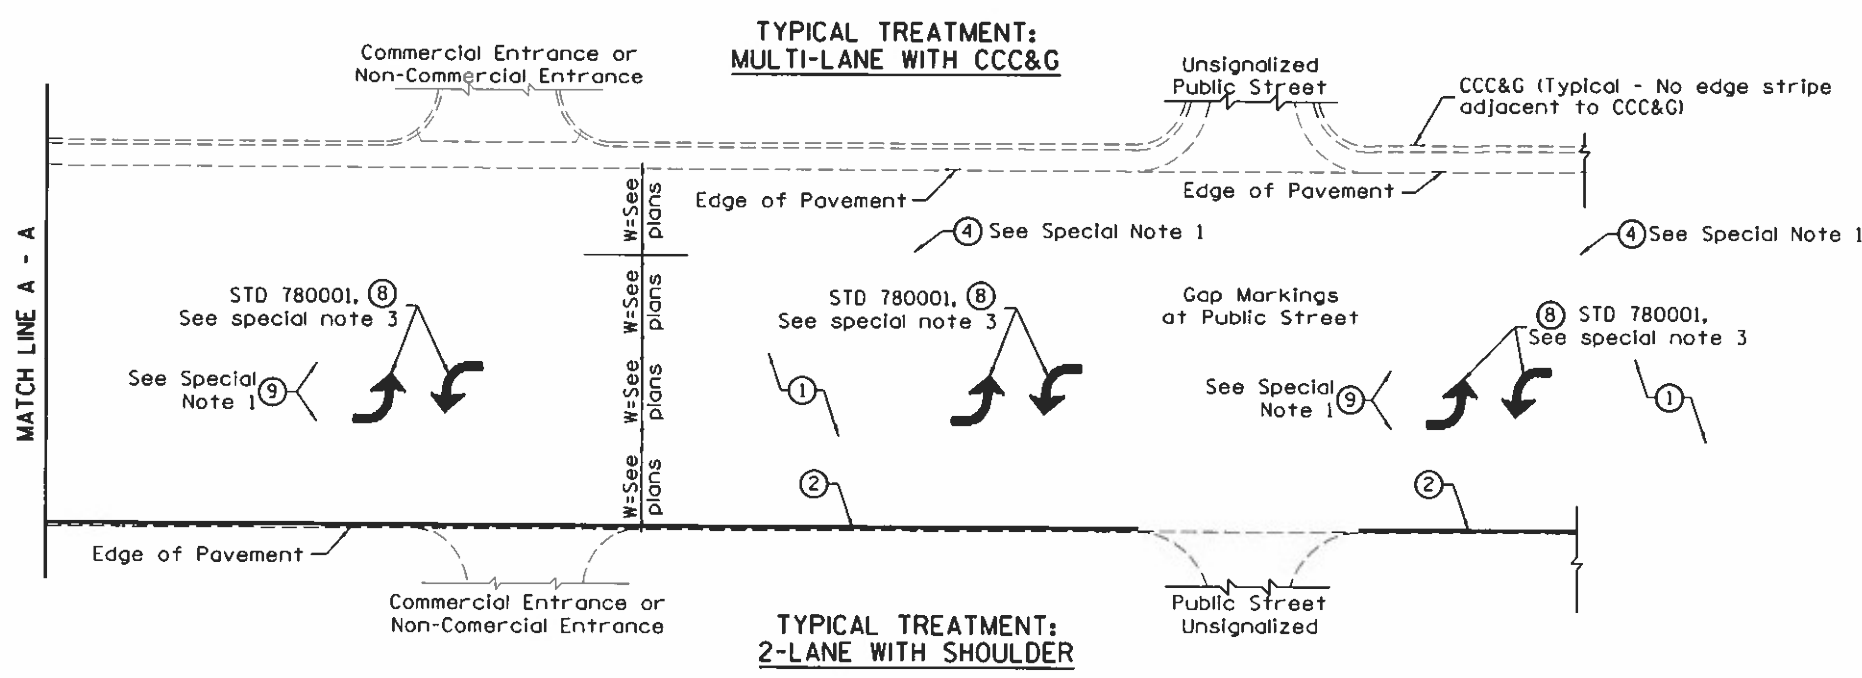 TYPICAL TREATMENT:
MULTI-LANE WITH CCC&G
Commercial Entrance or
Non-Commercial Entrance
Unsignalized
Public Street
CCC&G (Typical - No edge stripe
adjacent to CCC&G)
Edge of Pavement
Edge of Pavement
W=See
plans
4 See Special Note 1
4 See Special Note 1
MATCH LINE A - A
STD 780001, 8
See special note 3
W=See
plans
STD 780001, 8
See special note 3
Gap Markings
at Public Street
8 STD 780001,
See special note 3
See Special
Note 1 9
W=See
plans
1
See Special
Note 1 9
1
W=See
plans
2
2
Edge of Pavement
Commercial Entrance or
Non-Comercial Entrance
Public Street
Unsignalized
TYPICAL TREATMENT:
2-LANE WITH SHOULDER